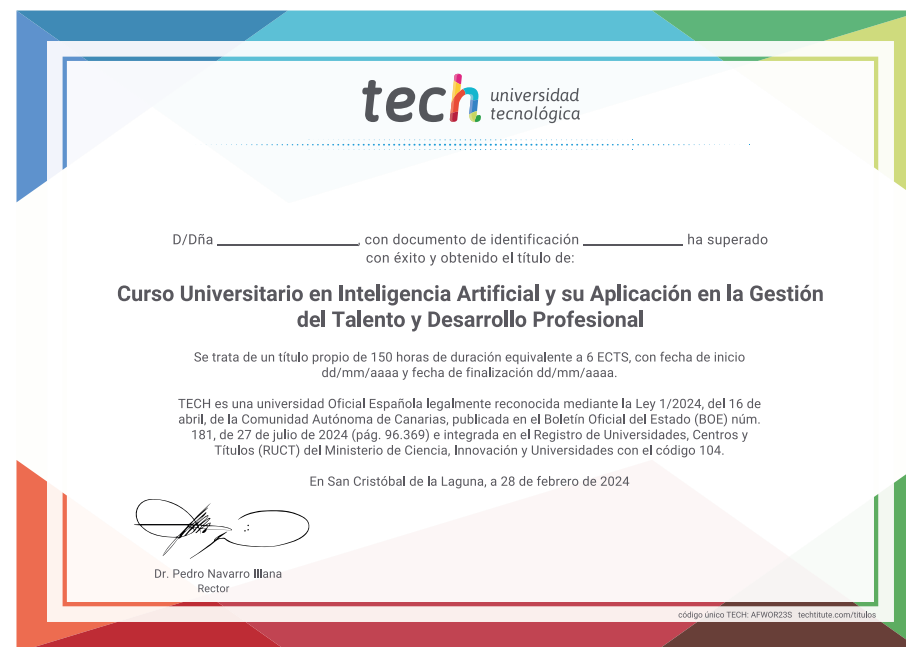 tech universidad
tecnológica
D/Dña ____________________, con documento de identificación ______________ ha superado
con éxito y obtenido el título de:
Curso Universitario en Inteligencia Artificial y su Aplicación en la Gestión
del Talento y Desarrollo Profesional
Se trata de un título propio de 150 horas de duración equivalente a 6 ECTS, con fecha de inicio
dd/mm/aaaa y fecha de finalización dd/mm/aaaa.
TECH es una universidad Oficial Española legalmente reconocida mediante la Ley 1/2024, del 16 de
abril, de la Comunidad Autónoma de Canarias, publicada en el Boletín Oficial del Estado (BOE) núm.
181, de 27 de julio de 2024 (pág. 96.369) e integrada en el Registro de Universidades, Centros y
Títulos (RUCT) del Ministerio de Ciencia, Innovación y Universidades con el código 104.
En San Cristóbal de la Laguna, a 28 de febrero de 2024
Dr. Pedro Navarro Illana
Rector
código único TECH: AFWOR23S techtitute.com/titulos